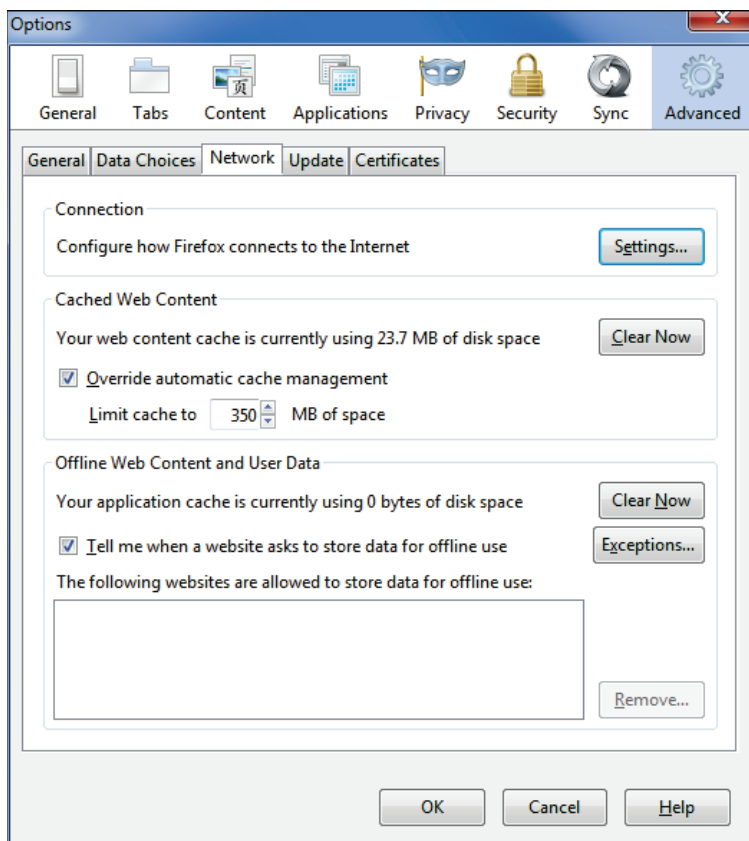 Options
General Tabs Content Applications Privacy Security Sync Advanced
页
General Data Choices Network Update Certificates
Connection
Configure how Firefox connects to the Internet Settings...
Cached Web Content
Your web content cache is currently using 23.7 MB of disk space Clear Now
Override automatic cache management
Limit cache to 350 MB of space
Offline Web Content and User Data
Your application cache is currently using 0 bytes of disk space Clear Now
Tell me when a website asks to store data for offline use Exceptions...
The following websites are allowed to store data for offline use:
Remove...
OK Cancel Help